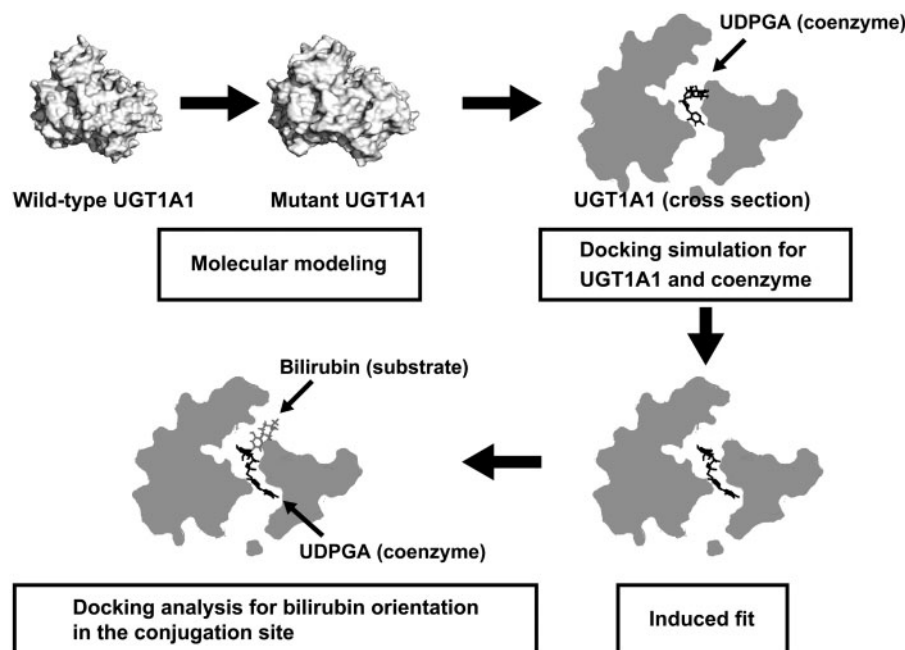 UDPGA (coenzyme)
Wild-type UGT1A1
Mutant UGT1A1
UGT1A1 (cross section)
Molecular modeling
Docking simulation for
UGT1A1 and coenzyme
Bilirubin (substrate)
UDPGA (coenzyme)
Docking analysis for bilirubin orientation
in the conjugation site
Induced fit